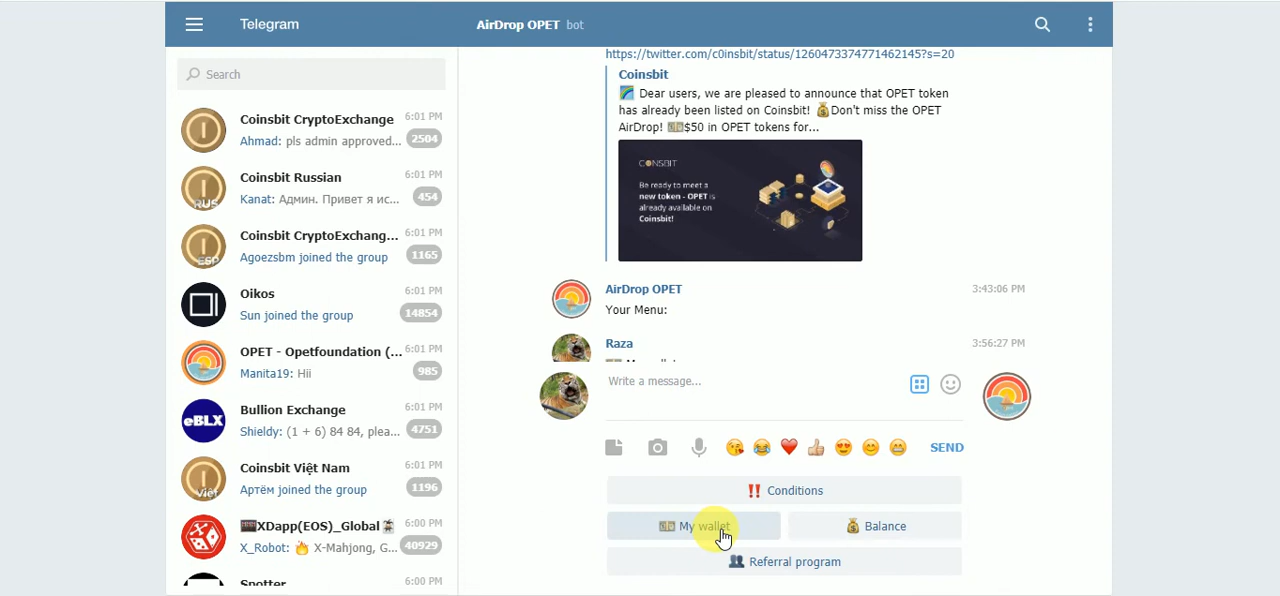 Telegram
AirDrop OPET bot
Search
Coinsbit CryptoExchange 6:01 PM
Ahmad: pls admin approved... 2504
Coinsbit Russian 6:01 PM
Kanat: Админ. Привет я ис... 454
RUS
Coinsbit CryptoExchang... 6:01 PM
Agoezsbm joined the group 1165
ESP
Oikos 6:01 PM
Sun joined the group 14854
OPET - Opetfoundation (... 6:01 PM
Manita19: Hii 985
Bullion Exchange 6:01 PM
eBLX
Shieldy: (1 + 6) 84 84, plea... 4751
Coinsbit Việt Nam 6:01 PM
Артём joined the group 1196
Việt
XDapp(EOS)_Global 6:00 PM
X_Robot: 🔥 X-Mahjong, G... 40929
Spotter 6:00 PM
https://twitter.com/c0insbit/status/1260473374771462145?s=20
Coinsbit
🌈 Dear users, we are pleased to announce that OPET token
has already been listed on Coinsbit! 💰Don't miss the OPET
AirDrop! 💵$50 in OPET tokens for...
COINSBIT
Be ready to meet a
new token - OPET is
already available on
Coinsbit!
AirDrop OPET 3:43:06 PM
Your Menu:
Raza 3:56:27 PM
Write a message...
SEND
‼️ Conditions
💵 My wallet
💰 Balance
👥 Referral program